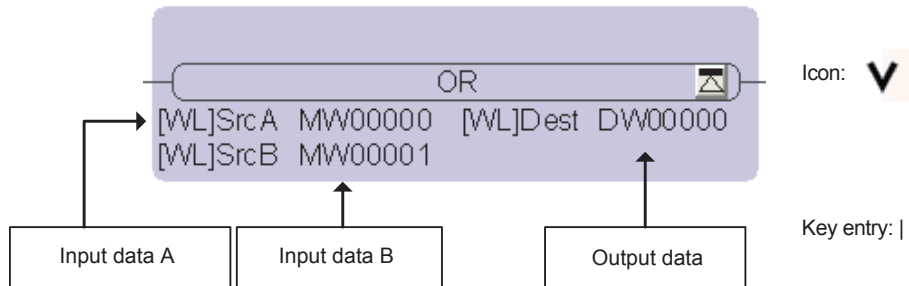 OR
[WL]SrcA MW00000 [WL]Dest DW00000
[WL]SrcB MW00001
Icon: V
Input data A
Input data B
Output data
Key entry: |